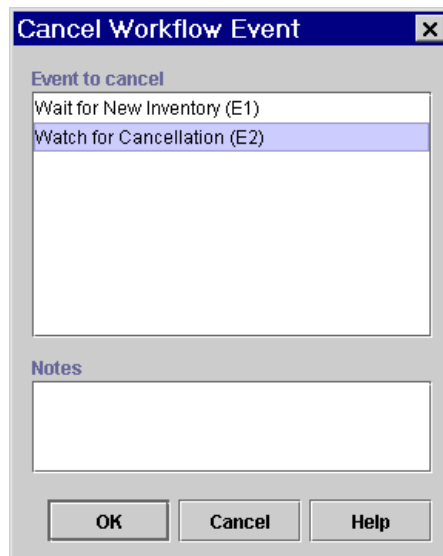 Cancel Workflow Event
Event to cancel
Wait for New Inventory (E1)
Watch for Cancellation (E2)
Notes
OK Cancel Help